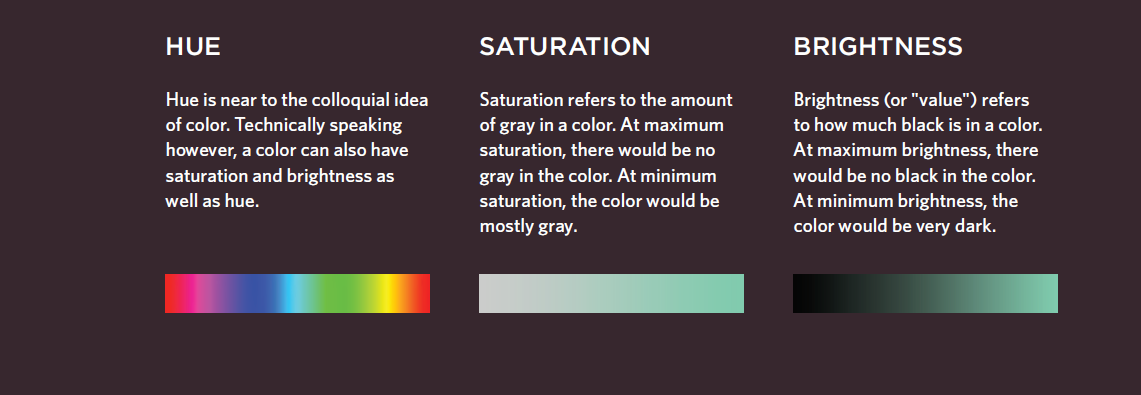 HUE
Hue is near to the colloquial idea
of color. Technically speaking
however, a color can also have
saturation and brightness as
well as hue.
SATURATION
Saturation refers to the amount
of gray in a color. At maximum
saturation, there would be no
gray in the color. At minimum
saturation, the color would be
mostly gray.
BRIGHTNESS
Brightness (or "value") refers
to how much black is in a color.
At maximum brightness, there
would be no black in the color.
At minimum brightness, the
color would be very dark.